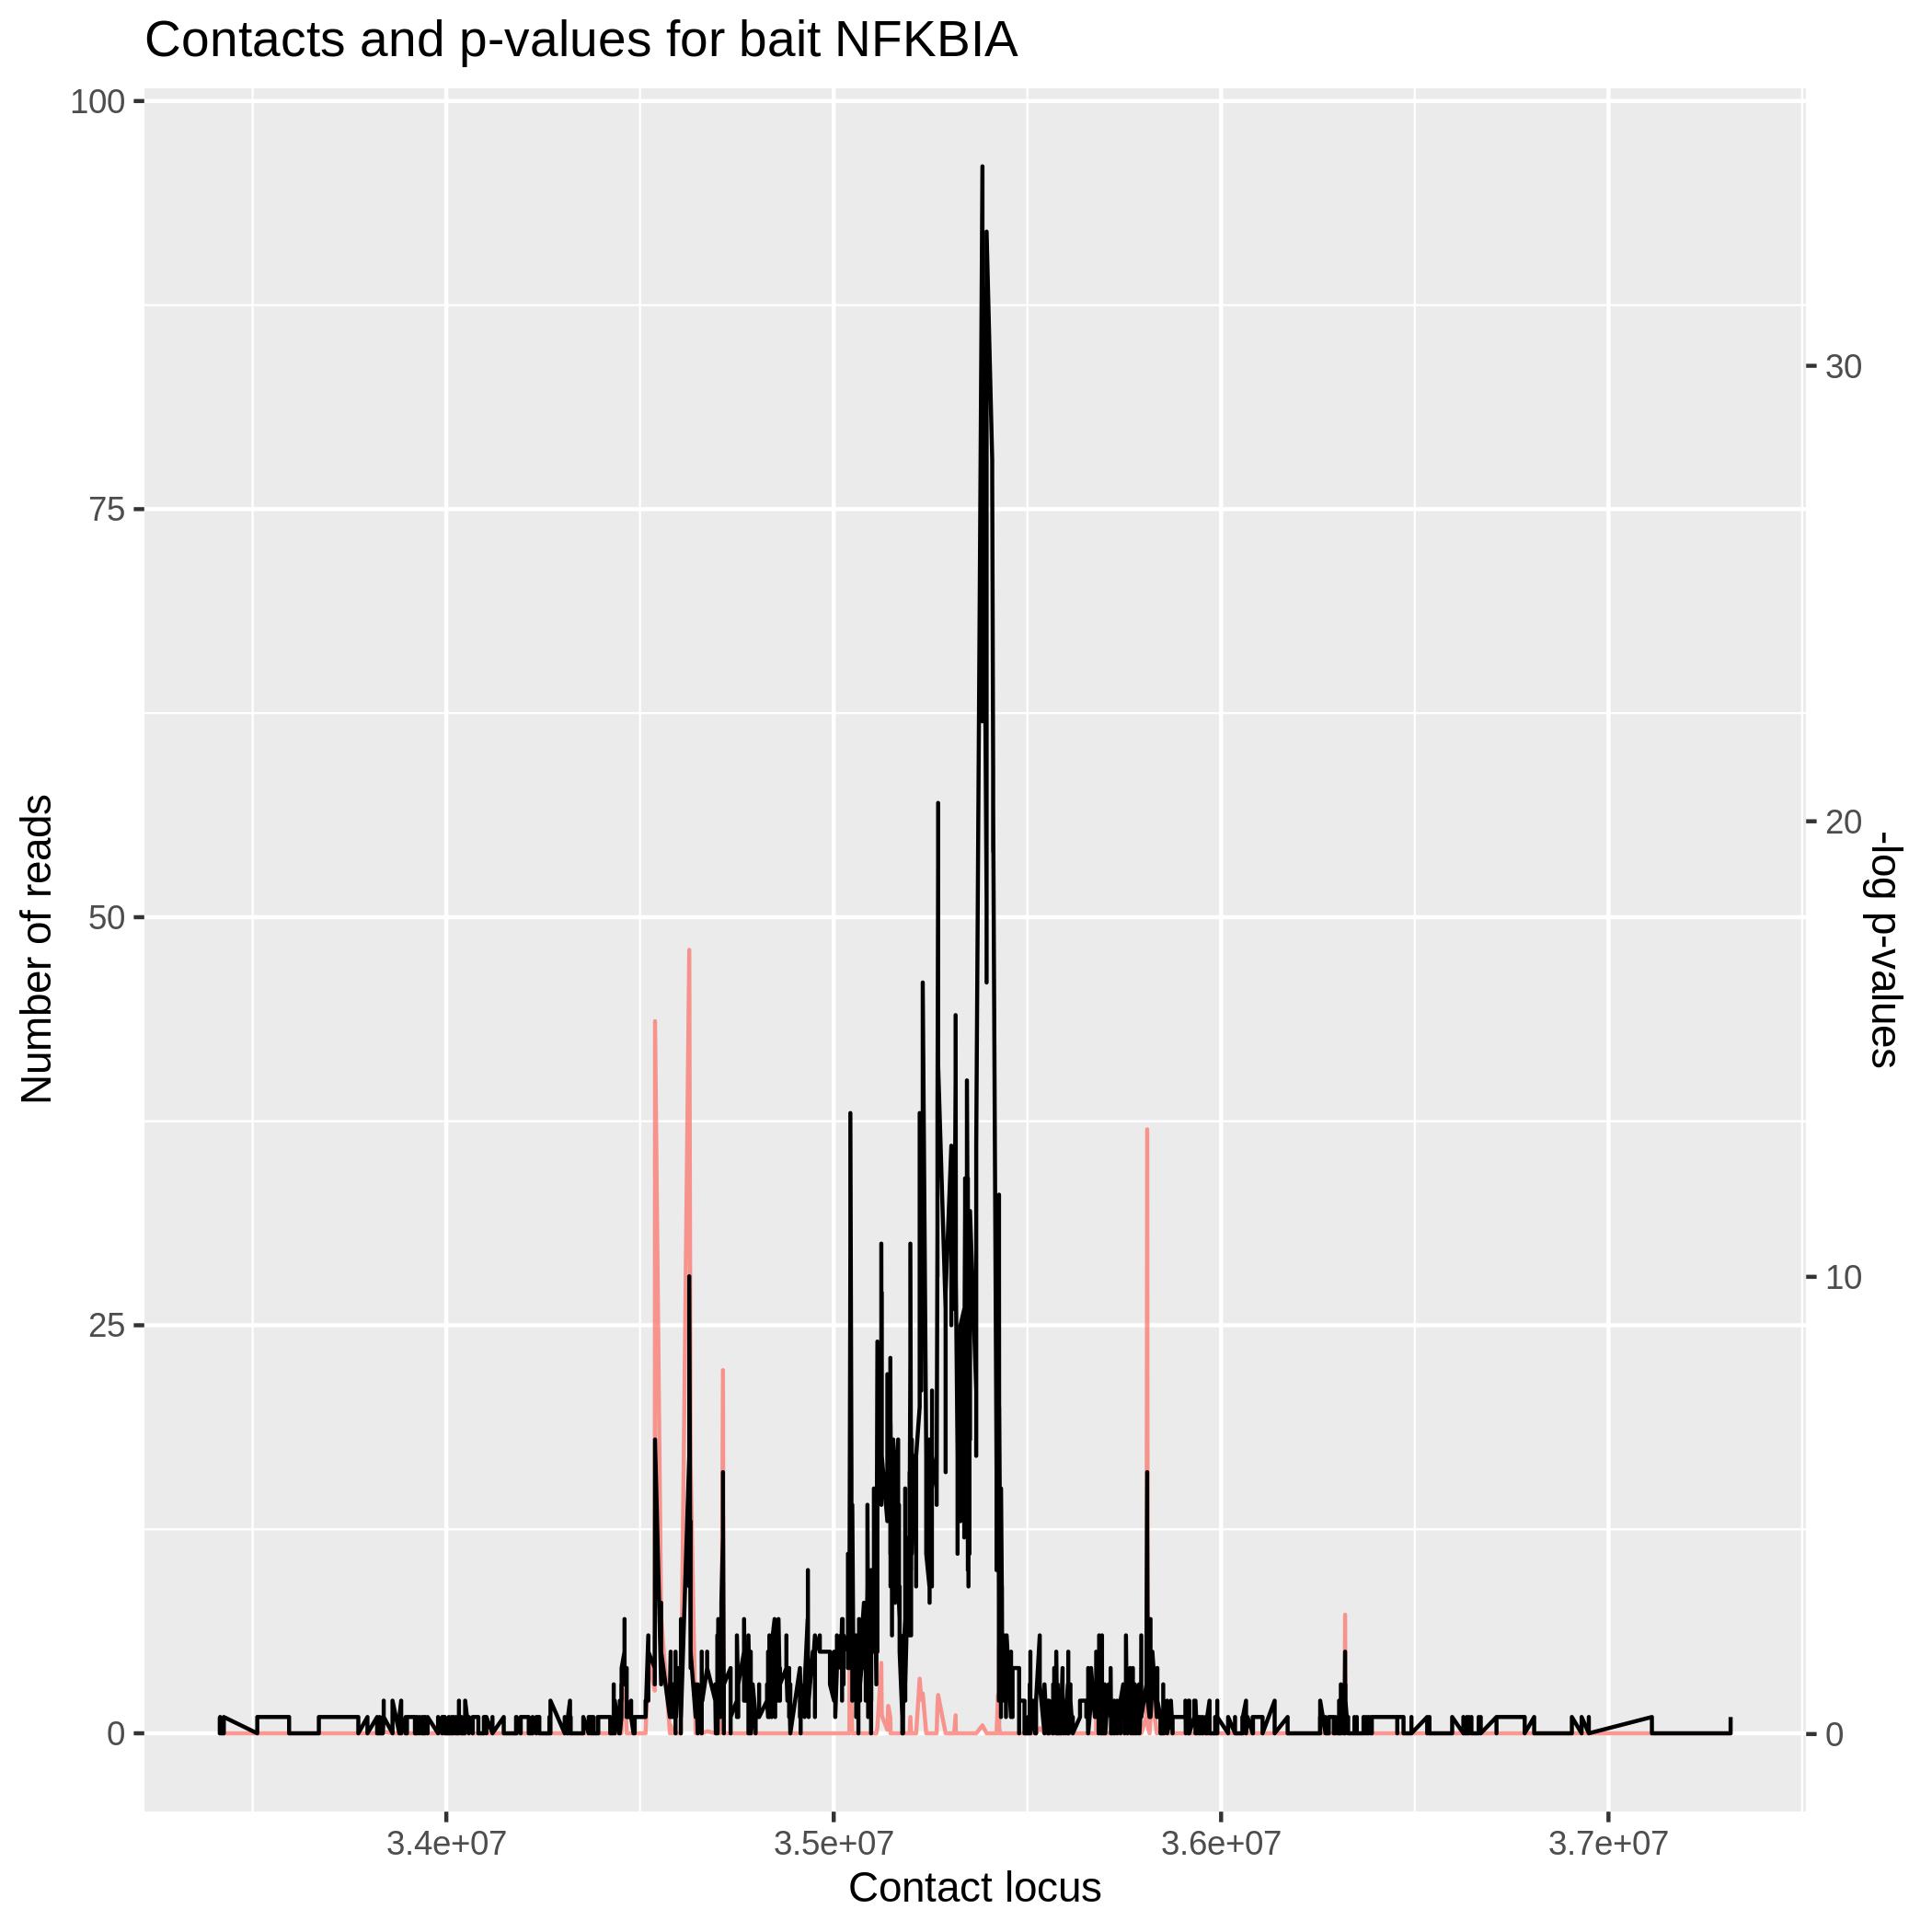 Contacts and p-values for bait NFKBIA
100
75
50
25
0
Number of reads
30
20
10
0
-log p-values
3.4e+07 3.5e+07 3.6e+07 3.7e+07
Contact locus